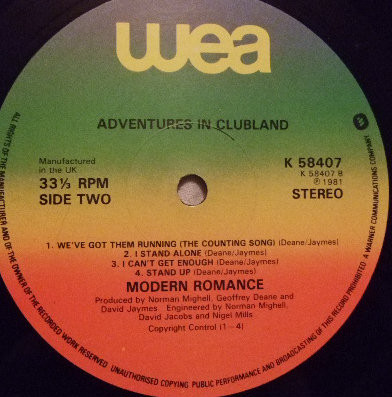 wea
ADVENTURES IN CLUBLAND
Manufactured
in the UK
33⅓ RPM
SIDE TWO
K 58407
K 58407 B
℗ 1981
STEREO
1. WE'VE GOT THEM RUNNING (THE COUNTING SONG) (Deane/Jaymes)
2. I STAND ALONE (Deane/Jaymes)
3. I CAN'T GET ENOUGH (Deane/Jaymes)
4. STAND UP (Deane/Jaymes)
MODERN ROMANCE
Produced by Norman Mighell, Geoffrey Deane and
David Jaymes Engineered by Norman Mighell,
David Jacobs and Nigel Mills
Copyright Control (1–4)
ALL RIGHTS OF THE MANUFACTURER AND OF THE OWNER OF THE RECORDED WORK RESERVED UNAUTHORISED COPYING PUBLIC PERFORMANCE AND BROADCASTING OF THIS RECORD PROHIBITED. A WARNER COMMUNICATIONS COMPANY.